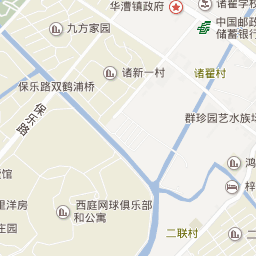 华漕镇政府
诸翟学校
中国邮政
储蓄银行
九方家园
诸新一村
诸翟村
保乐路双鹤浦桥
保乐路
群珍园艺水族
鸿
梓
西庭网球俱乐部
和公寓
里洋房
庄园
二联村
二